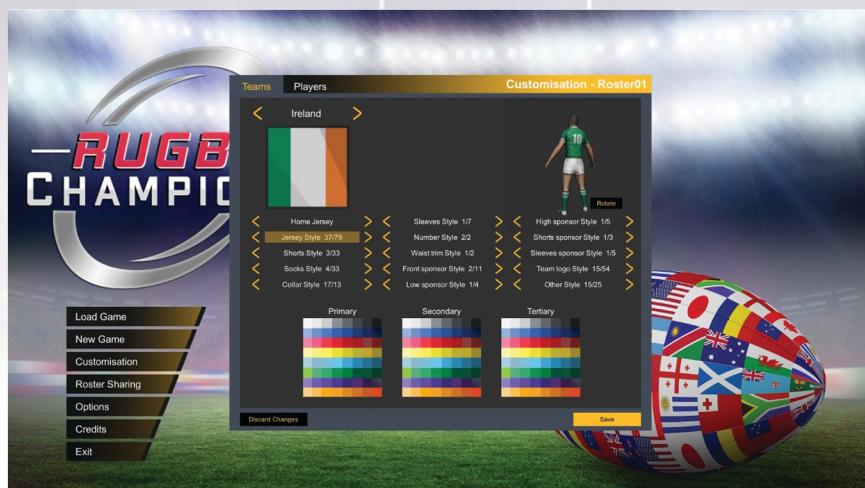 Teams Players Customisation - Roster01
Ireland
RUGB
CHAMPIO
10
Rotate
Home Jersey Sleeves Style 1/7 High sponsor Style 1/5
Jersey Style 37/79 Number Style 2/2 Shorts sponsor Style 1/3
Shorts Style 3/33 Waist trim Style 1/2 Sleeves sponsor Style 1/5
Socks Style 4/33 Front sponsor Style 2/11 Team logo Style 15/54
Collar Style 17/13 Low sponsor Style 1/4 Other Style 15/25
Primary Secondary Tertiary
Load Game
New Game
Customisation
Roster Sharing
Options
Credits
Exit
Discard Changes Save